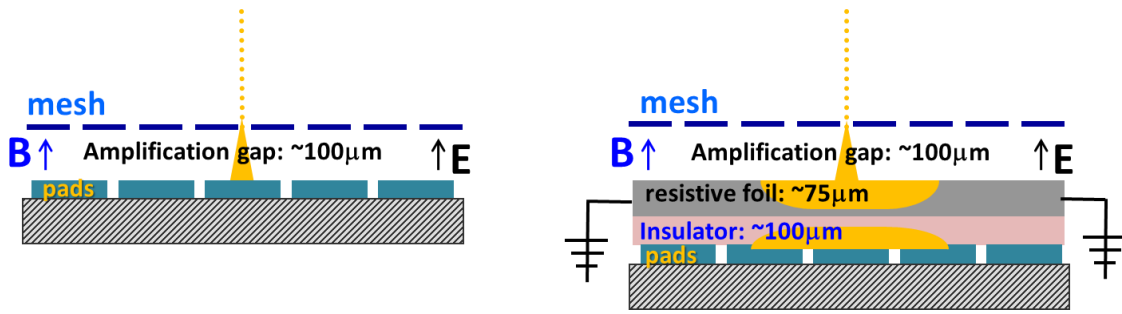 mesh
B
Amplification gap: ~100μm
E
pads
mesh
B
Amplification gap: ~100μm
E
resistive foil: ~75μm
Insulator: ~100μm
pads